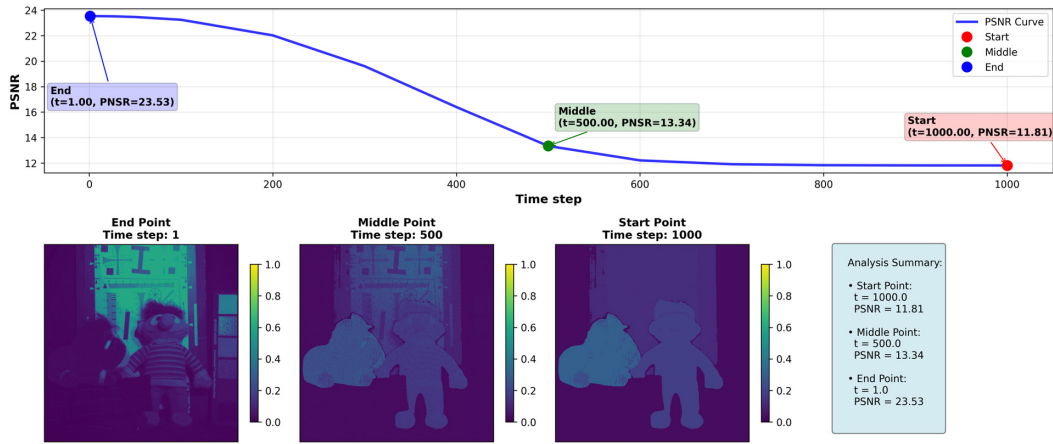 24
22
20
18
16
14
12
PSNR
0
200
400
600
800
1000
Time step
PSNR Curve
Start
Middle
End
End
(t=1.00, PNSR=23.53)
Middle
(t=500.00, PNSR=13.34)
Start
(t=1000.00, PNSR=11.81)
End Point
Time step: 1
1.0
0.8
0.6
0.4
0.2
0.0
Middle Point
Time step: 500
1.0
0.8
0.6
0.4
0.2
0.0
Start Point
Time step: 1000
1.0
0.8
0.6
0.4
0.2
0.0
Analysis Summary:
• Start Point:
t = 1000.0
PSNR = 11.81
• Middle Point:
t = 500.0
PSNR = 13.34
• End Point:
t = 1.0
PSNR = 23.53